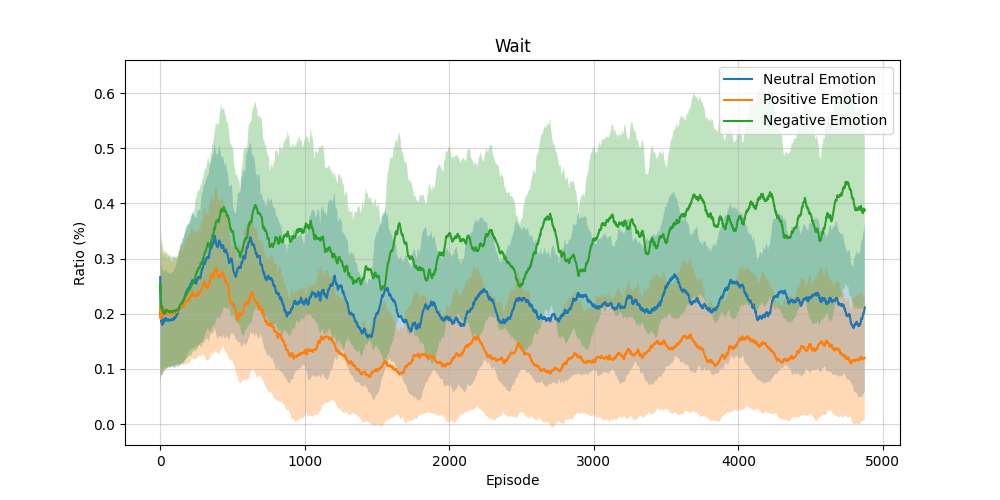 Wait
Neutral Emotion
Positive Emotion
Negative Emotion
Ratio (%)
0.6
0.5
0.4
0.3
0.2
0.1
0.0
0 1000 2000 3000 4000 5000
Episode